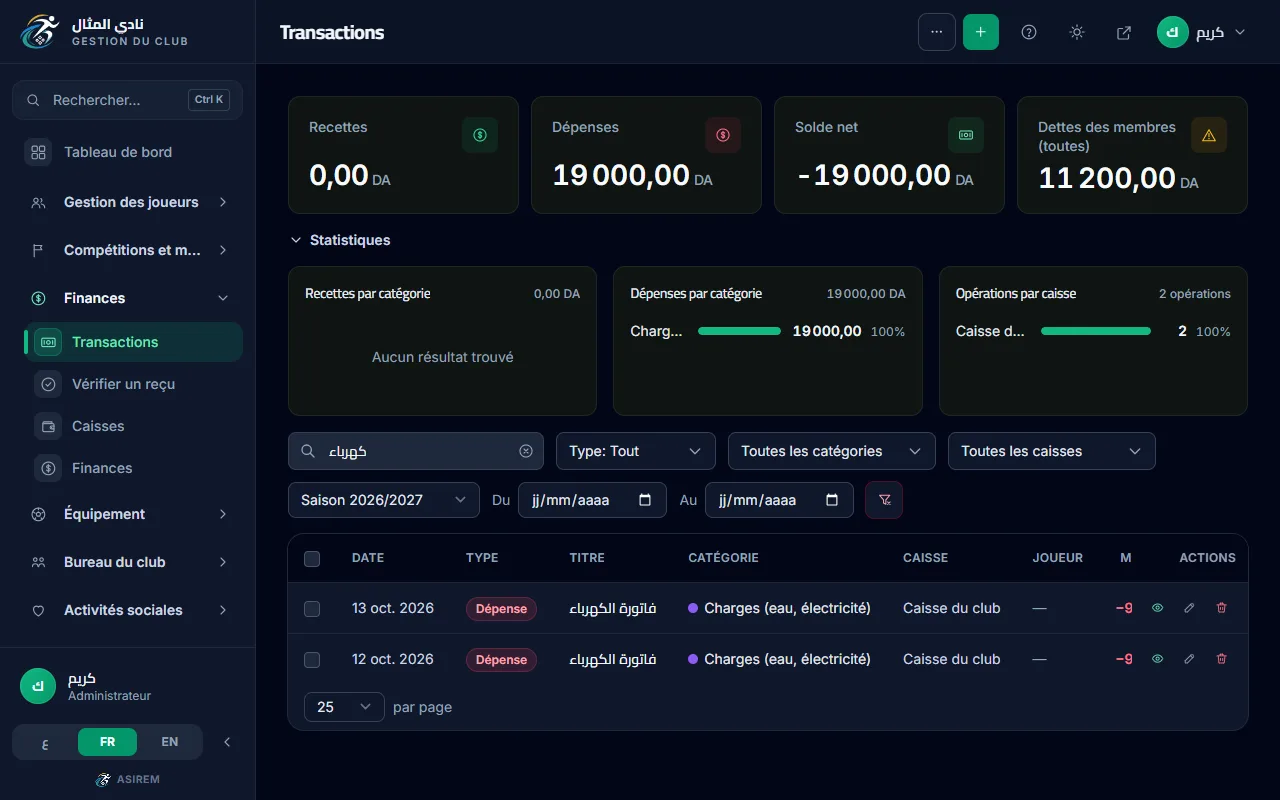 نادي المثال
GESTION DU CLUB
Rechercher...
Ctrl K
Tableau de bord
Gestion des joueurs
Compétitions et m...
Finances
Transactions
Vérifier un reçu
Caisses
Finances
Équipement
Bureau du club
Activités sociales
ك
كريم
Administrateur
ع
FR
EN
ASIREM
Transactions
ك
كريم
Recettes
0,00 DA
Dépenses
19 000,00 DA
Solde net
-19 000,00 DA
Dettes des membres (toutes)
11 200,00 DA
Statistiques
Recettes par catégorie 0,00 DA
Aucun résultat trouvé
Dépenses par catégorie 19 000,00 DA
Charg... 19 000,00 100%
Opérations par caisse 2 opérations
Caisse d... 2 100%
كهرباء
Type: Tout
Toutes les catégories
Toutes les caisses
Saison 2026/2027
Du jj/mm/aaaa
Au jj/mm/aaaa
DATE TYPE TITRE CATÉGORIE CAISSE JOUEUR M ACTIONS
13 oct. 2026 Dépense فاتورة الكهرباء Charges (eau, électricité) Caisse du club — −9
12 oct. 2026 Dépense فاتورة الكهرباء Charges (eau, électricité) Caisse du club — −9
25 par page